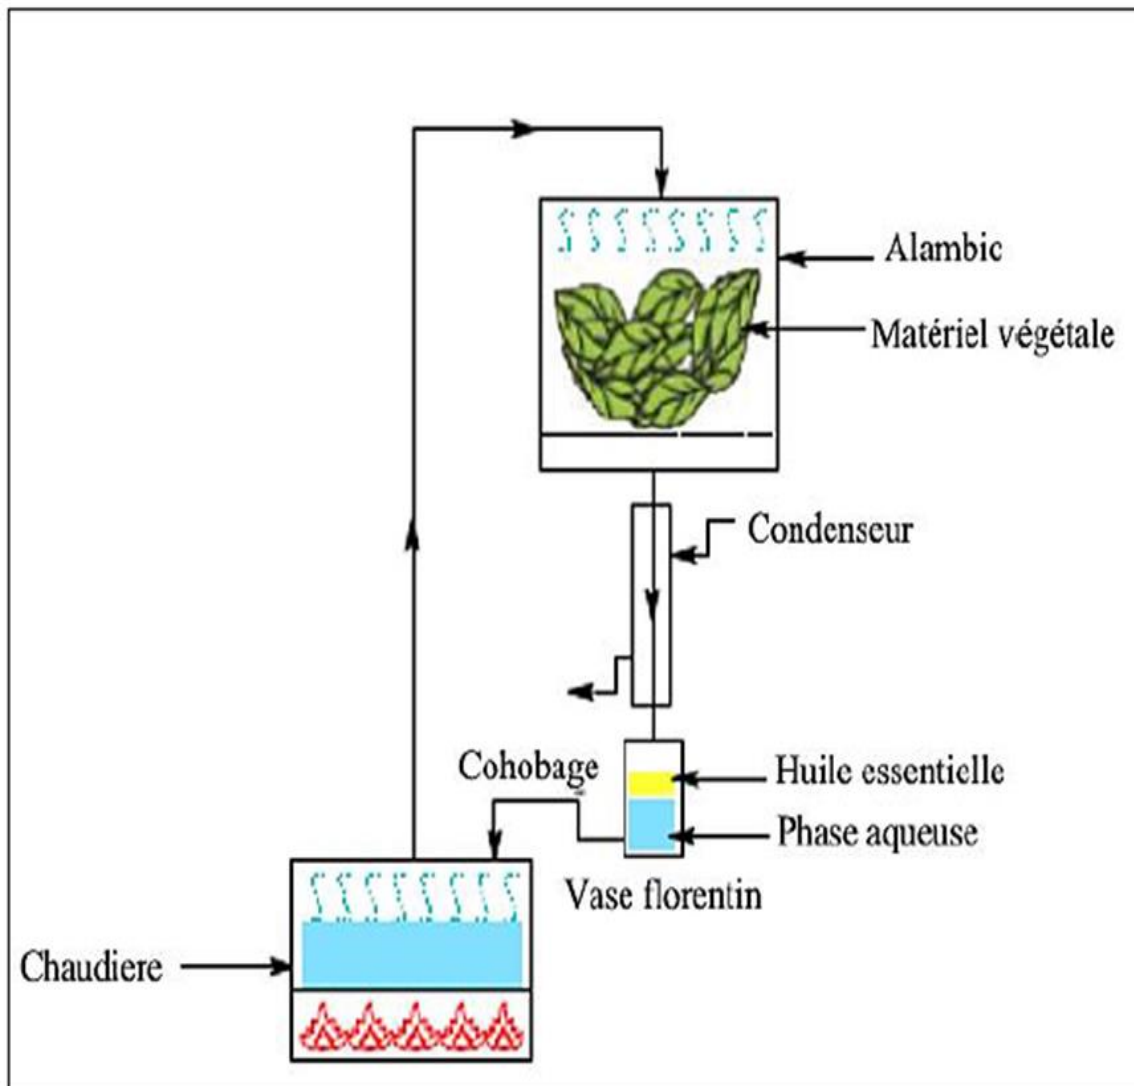 Alambic
Matériel végétale
Condenseur
Cohobage
Huile essentielle
Phase aqueuse
Vase florentin
Chaudiere